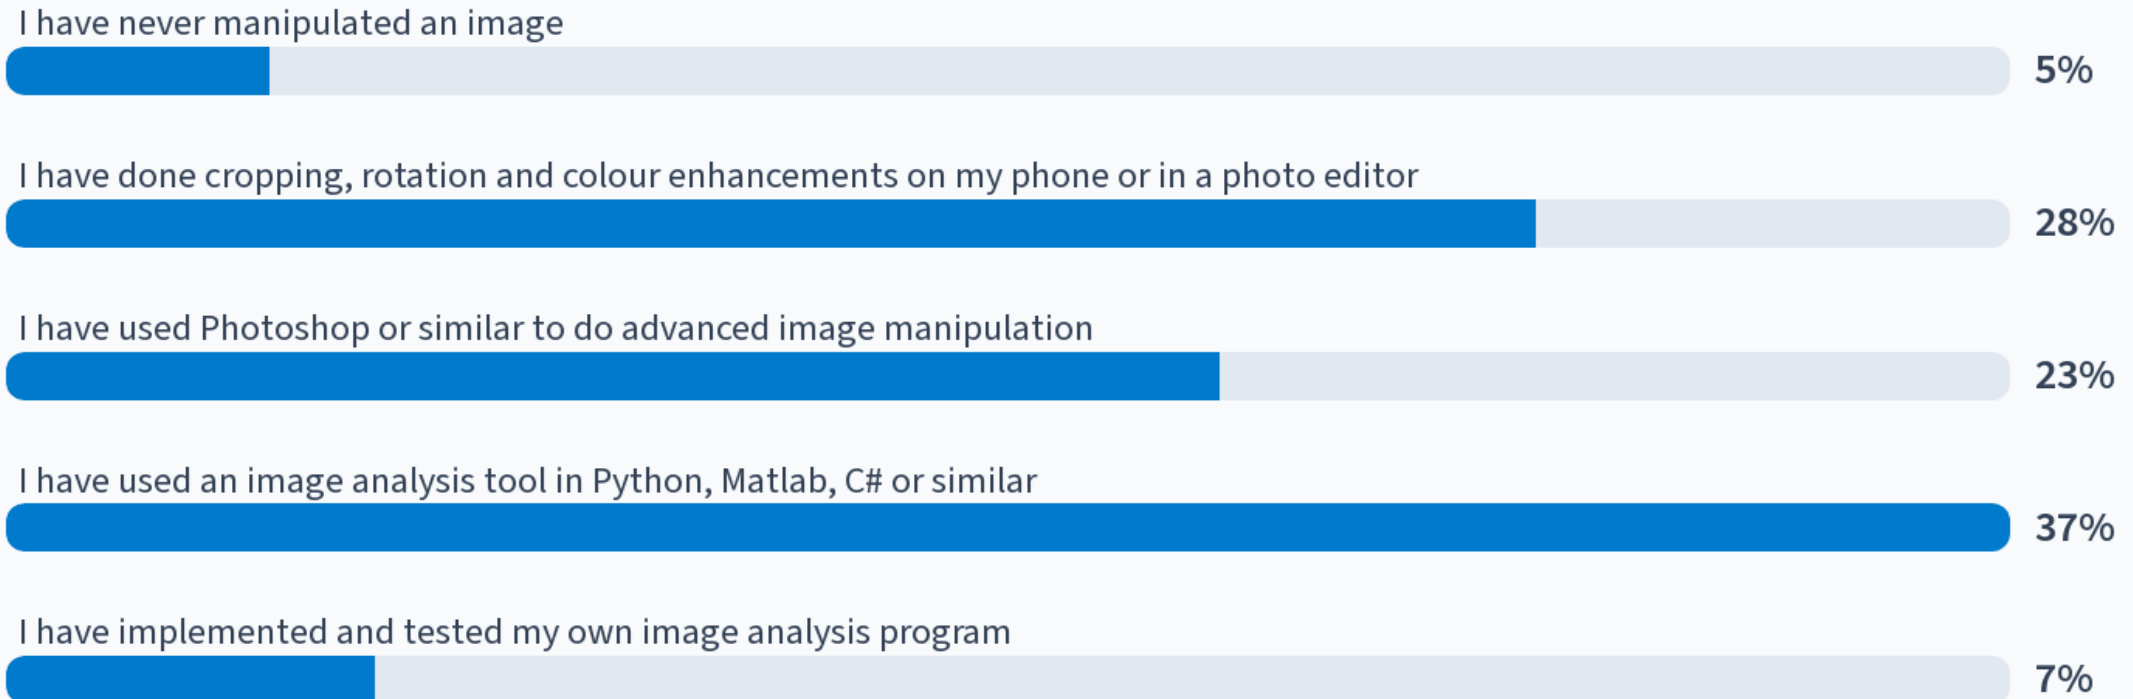 I have never manipulated an image
5%
I have done cropping, rotation and colour enhancements on my phone or in a photo editor
28%
I have used Photoshop or similar to do advanced image manipulation
23%
I have used an image analysis tool in Python, Matlab, C# or similar
37%
I have implemented and tested my own image analysis program
7%